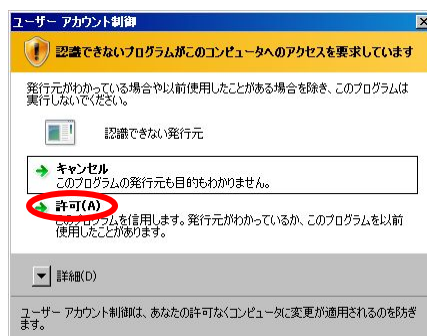 ユーザー アカウント制御
認識できないプログラムがこのコンピュータへのアクセスを要求しています
発行元がわかっている場合や以前使用したことがある場合を除き、このプログラムは
実行しないでください。
認識できない発行元
キャンセル
このプログラムの発行元も目的もわかりません。
許可(A)
このプログラムを信用します。発行元がわかっているか、このプログラムを以前
使用したことがあります。
詳細(D)
ユーザー アカウント制御は、あなたの許可なくコンピュータに変更が適用されるのを防ぎ
ます。